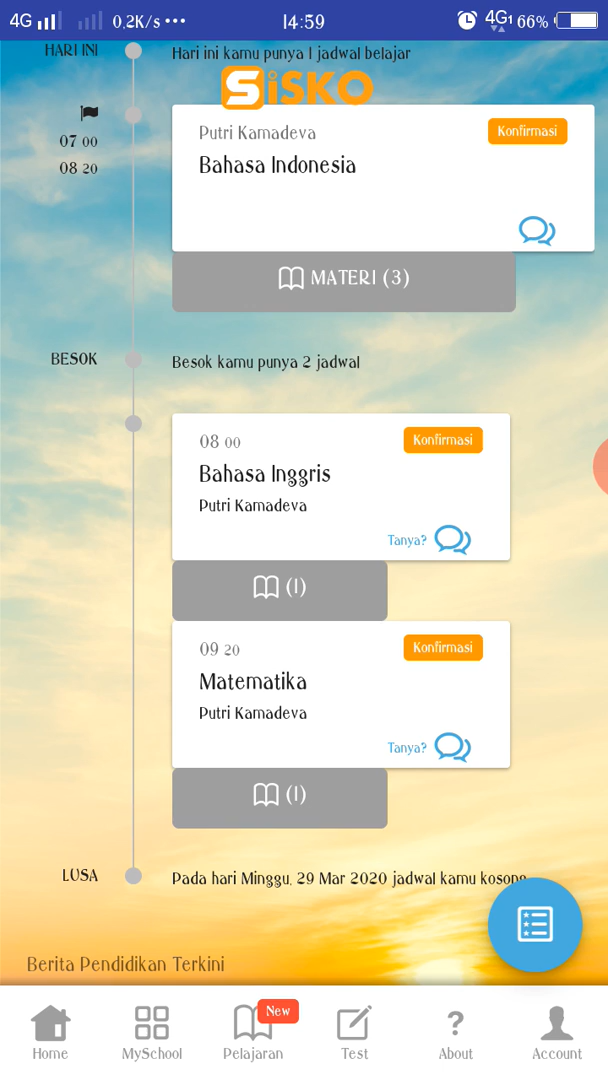 4G 0,2K/s ••• 14:59 4G1 66%
HARI INI Hari ini kamu punya 1 jadwal belajar
SiSKO
07 00
08 20
Putri Kamadeva Konfirmasi
Bahasa Indonesia
MATERI (3)
BESOK Besok kamu punya 2 jadwal
08 00 Konfirmasi
Bahasa Inggris
Putri Kamadeva
Tanya?
(1)
09 20 Konfirmasi
Matematika
Putri Kamadeva
Tanya?
(1)
LUSA Pada hari Minggu, 29 Mar 2020 jadwal kamu kosong
Berita Pendidikan Terkini
New
Home MySchool Pelajaran Test About Account